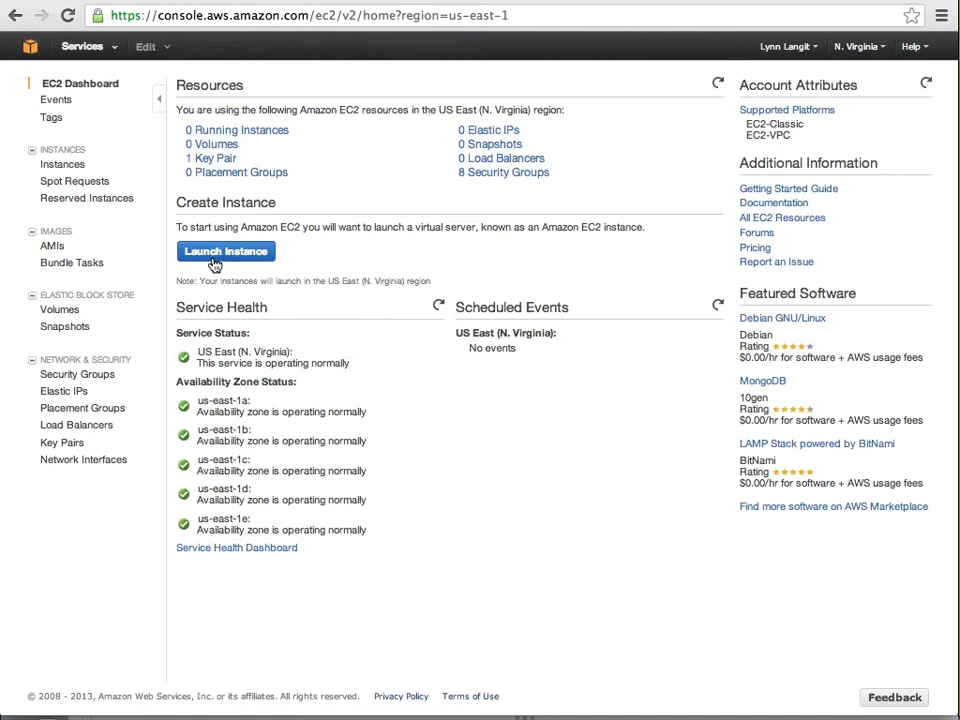 https://console.aws.amazon.com/ec2/v2/home?region=us-east-1
Services
Edit
Lynn Langit
N. Virginia
Help
EC2 Dashboard
Events
Tags
INSTANCES
Instances
Spot Requests
Reserved Instances
IMAGES
AMIs
Bundle Tasks
ELASTIC BLOCK STORE
Volumes
Snapshots
NETWORK & SECURITY
Security Groups
Elastic IPs
Placement Groups
Load Balancers
Key Pairs
Network Interfaces
Resources
You are using the following Amazon EC2 resources in the US East (N. Virginia) region:
0 Running Instances
0 Elastic IPs
0 Volumes
0 Snapshots
1 Key Pair
0 Load Balancers
0 Placement Groups
8 Security Groups
Create Instance
To start using Amazon EC2 you will want to launch a virtual server, known as an Amazon EC2 instance.
Launch Instance
Note: Your instances will launch in the US East (N. Virginia) region
Service Health
Service Status:
US East (N. Virginia):
This service is operating normally
Availability Zone Status:
us-east-1a:
Availability zone is operating normally
us-east-1b:
Availability zone is operating normally
us-east-1c:
Availability zone is operating normally
us-east-1d:
Availability zone is operating normally
us-east-1e:
Availability zone is operating normally
Service Health Dashboard
Scheduled Events
US East (N. Virginia):
No events
Account Attributes
Supported Platforms
EC2-Classic
EC2-VPC
Additional Information
Getting Started Guide
Documentation
All EC2 Resources
Forums
Pricing
Report an Issue
Featured Software
Debian GNU/Linux
Debian
Rating
$0.00/hr for software + AWS usage fees
MongoDB
10gen
Rating
$0.00/hr for software + AWS usage fees
LAMP Stack powered by BitNami
BitNami
Rating
$0.00/hr for software + AWS usage fees
Find more software on AWS Marketplace
© 2008 - 2013, Amazon Web Services, Inc. or its affiliates. All rights reserved.
Privacy Policy
Terms of Use
Feedback